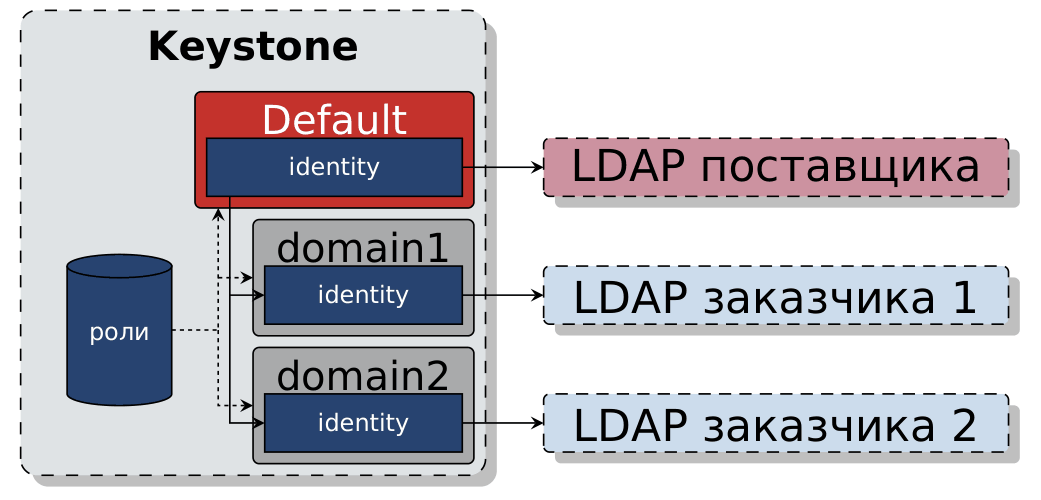 Keystone
Default
identity
LDAP поставщика
domain1
identity
LDAP заказчика 1
роли
domain2
identity
LDAP заказчика 2